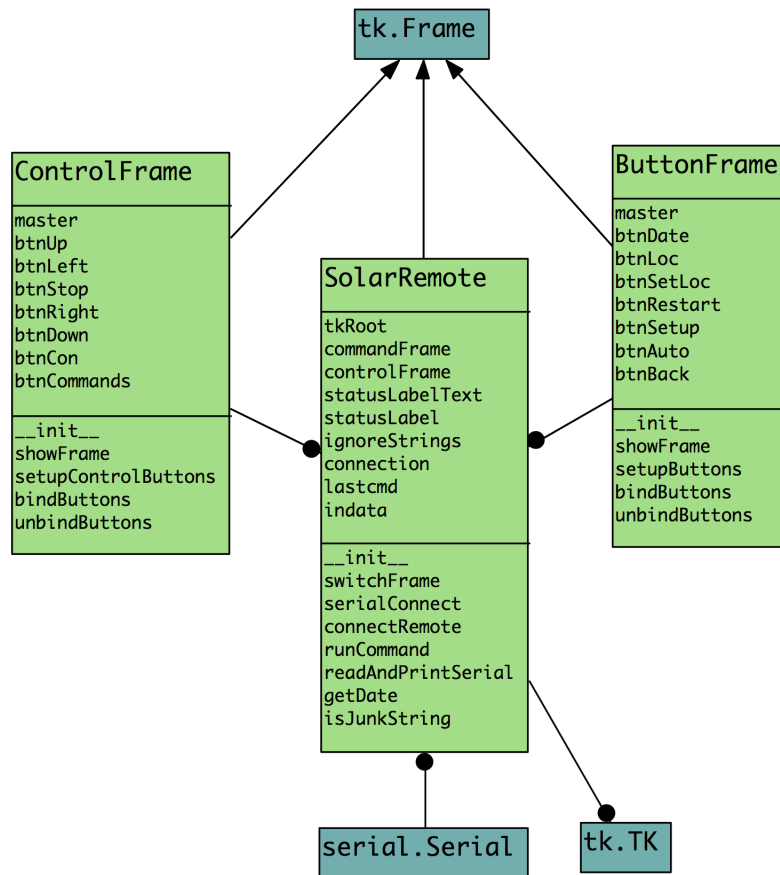 tk.Frame
ControlFrame
master
btnUp
btnLeft
btnStop
btnRight
btnDown
btnCon
btnCommands
__init__
showFrame
setupControlButtons
bindButtons
unbindButtons
SolarRemote
tkRoot
commandFrame
controlFrame
statusLabelText
statusLabel
ignoreStrings
connection
lastcmd
indata
__init__
switchFrame
serialConnect
connectRemote
runCommand
readAndPrintSerial
getDate
isJunkString
ButtonFrame
master
btnDate
btnLoc
btnSetLoc
btnRestart
btnSetup
btnAuto
btnBack
__init__
showFrame
setupButtons
bindButtons
unbindButtons
serial.Serial
tk.TK